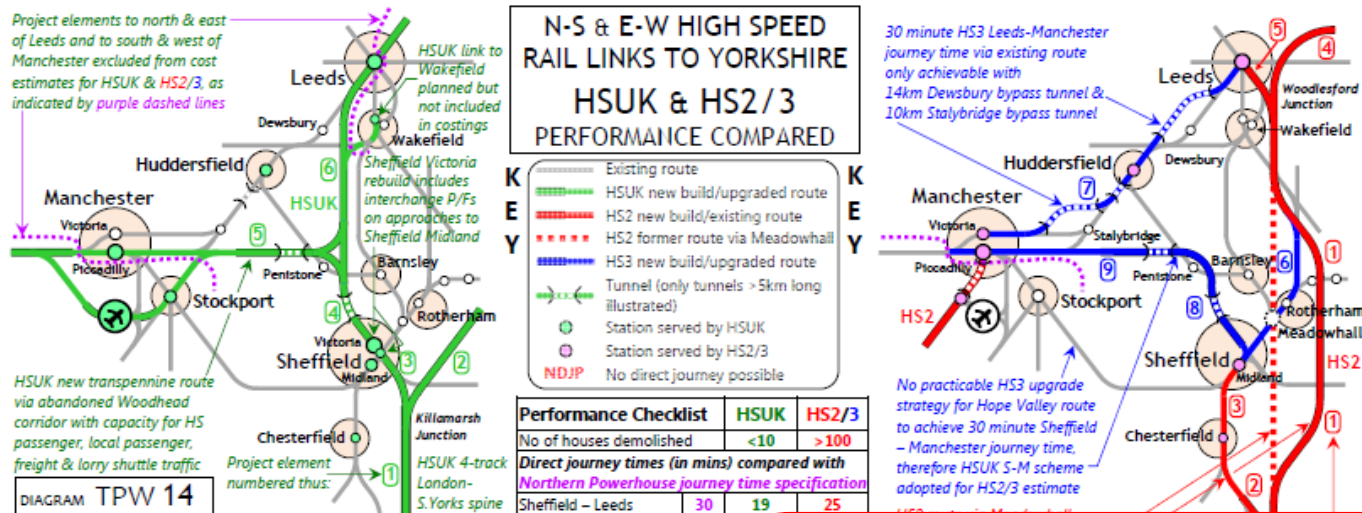 Project elements to north & east
of Leeds and to south & west of
Manchester excluded from cost
estimates for HSUK & HS2/3, as
indicated by purple dashed lines
Leeds
HSUK link to
Wakefield
planned but
not included
in costings
Dewsbury
Wakefield
Huddersfield
6
HSUK
Sheffield Victoria
rebuild includes
interchange P/Fs
on approaches to
Sheffield Midland
Manchester
Victoria
Piccadilly
5
Penistone
Barnsley
Stockport
4
Rotherham
Victoria
Sheffield
Midland
3
2
HSUK new transpennine route
via abandoned Woodhead
corridor with capacity for HS
passenger, local passenger,
freight & lorry shuttle traffic
Killamarsh
Junction
Chesterfield
Project element
numbered thus:
1
HSUK 4-track
London-
S.Yorks spine
DIAGRAM TPW 14
N-S & E-W HIGH SPEED
RAIL LINKS TO YORKSHIRE
HSUK & HS2/3
PERFORMANCE COMPARED
K
E
Y
K
E
Y
Existing route
HSUK new build/upgraded route
HS2 new build/existing route
HS2 former route via Meadowhall
HS3 new build/upgraded route
Tunnel (only tunnels >5km long
illustrated)
Station served by HSUK
Station served by HS2/3
NDJP No direct journey possible
Performance Checklist HSUK HS2/3
No of houses demolished <10 >100
Direct journey times (in mins) compared with
Northern Powerhouse journey time specification
Sheffield – Leeds 30 19 25
30 minute HS3 Leeds-Manchester
journey time via existing route
only achievable with
14km Dewsbury bypass tunnel &
10km Stalybridge bypass tunnel
5
4
Leeds
Woodlesford
Junction
Wakefield
Dewsbury
Huddersfield
7
Manchester
Victoria
Stalybridge
Piccadilly
9
Penistone
Barnsley
6
1
Stockport
8
Rotherham
Meadowhall
HS2
Sheffield
Midland
HS2
No practicable HS3 upgrade
strategy for Hope Valley route
to achieve 30 minute Sheffield
– Manchester journey time,
therefore HSUK S-M scheme
adopted for HS2/3 estimate
3
Chesterfield
1
2